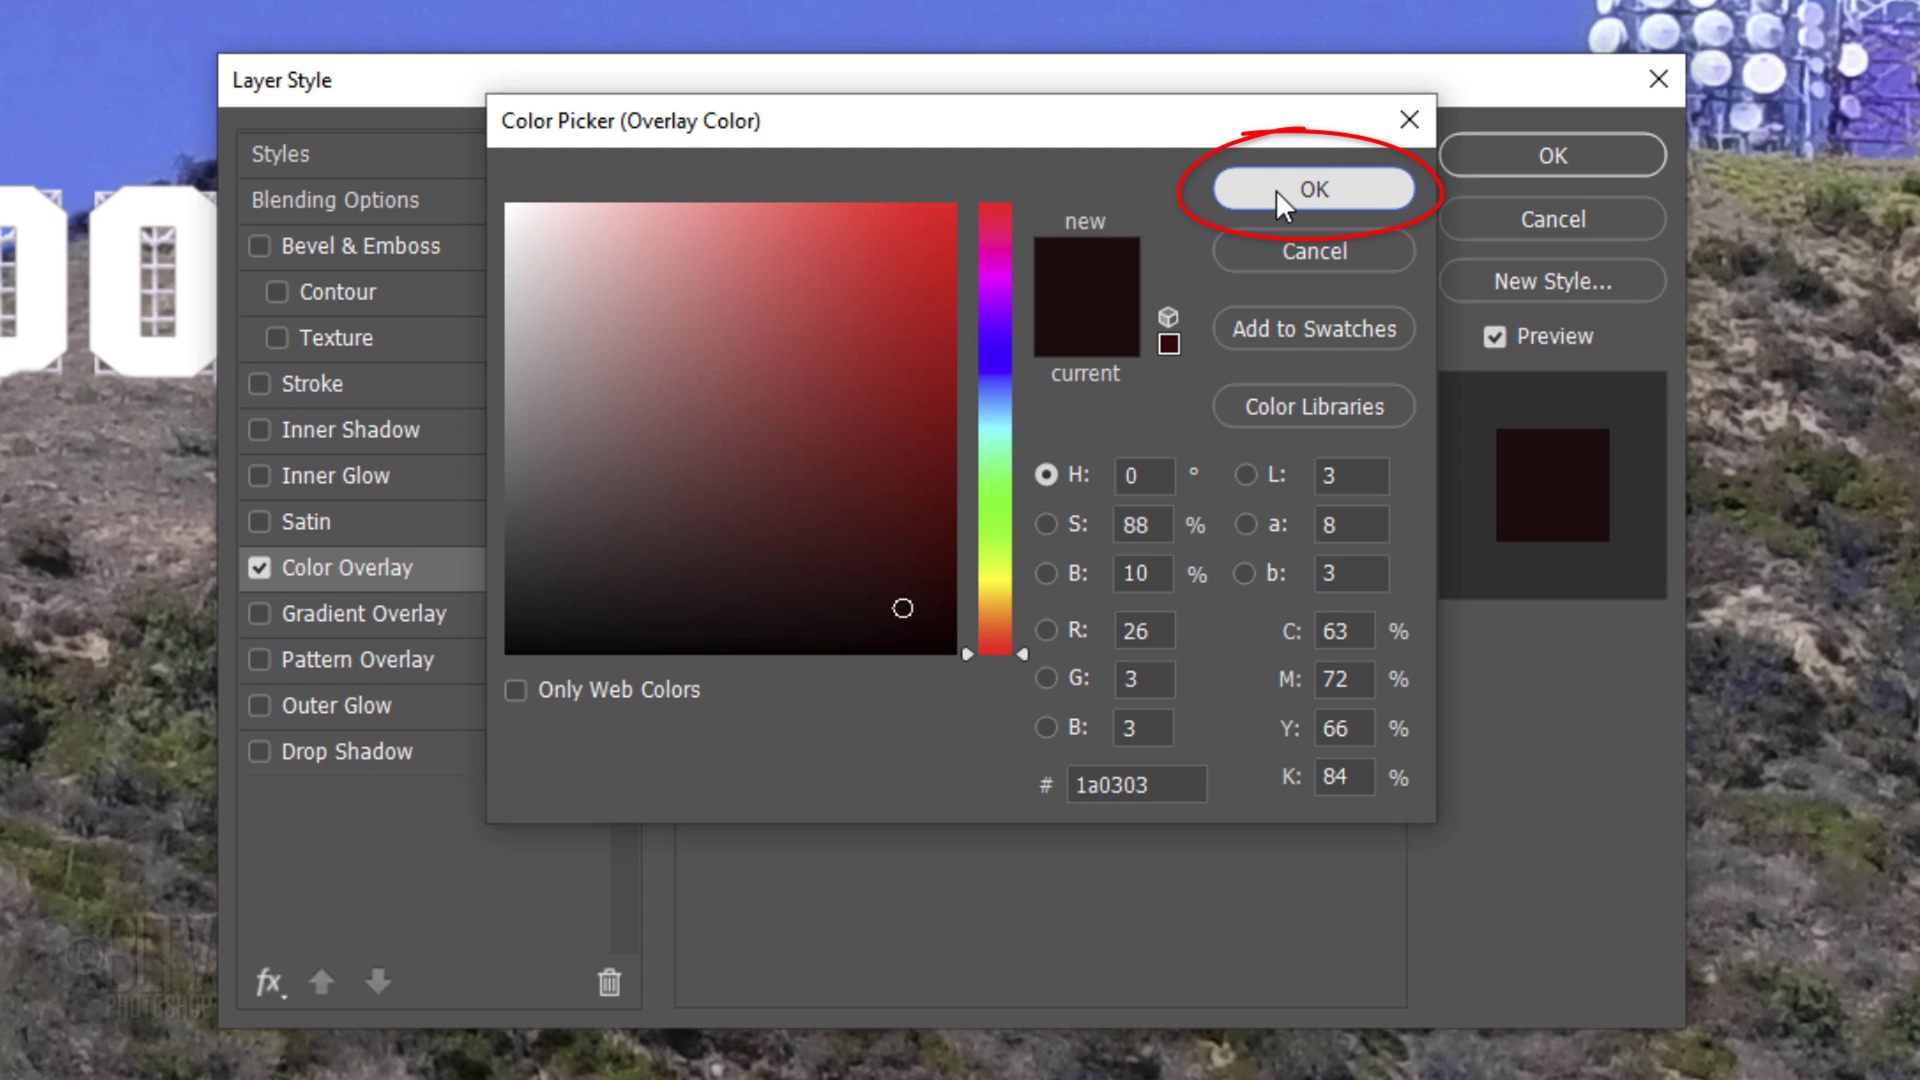 Layer Style
Color Picker (Overlay Color)
OK
OK
Cancel
Cancel
New Style...
Add to Swatches
Preview
Color Libraries
Styles
Blending Options
Bevel & Emboss
Contour
Texture
Stroke
Inner Shadow
Inner Glow
Satin
Color Overlay
Gradient Overlay
Pattern Overlay
Outer Glow
Drop Shadow
fx
new
current
H: 0 °
S: 88 %
B: 10 %
L: 3
a: 8
b: 3
R: 26
G: 3
B: 3
# 1a0303
C: 63 %
M: 72 %
Y: 66 %
K: 84 %
Only Web Colors
PHOTOSHOP